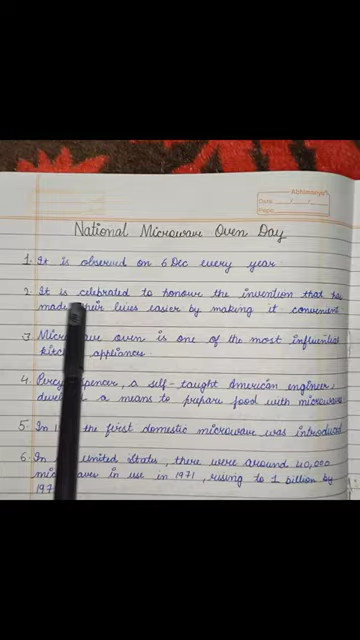 Abhimanyu
Date.
Page:
National Microwave Oven Day
1. It is observed on 6 Dec every year.
2. It is celebrated to honour the invention that has
made their lives easier by making it convenient
3. Microwave oven is one of the most influential
kitchen appliances
4. Percy Spencer, a self-taught American engineer,
a means to prepare food with microwaves
5. In the first domestic microwave was introduced
6. In United States, there were around 40,000
in use in 1971, rising to 1 billion by